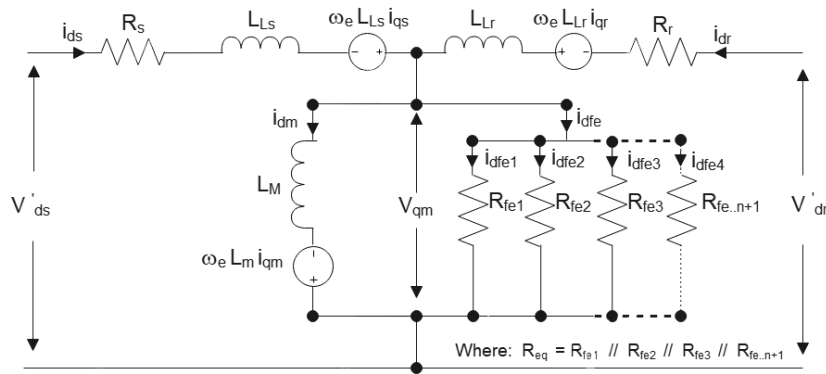 i_ds R_s L_Ls ω_e L_Ls i_qs L_Lr ω_e L_Lr i_qr R_r i_dr
i_dm i_dfe
i_dfe1 i_dfe2 i_dfe3 i_dfe4
L_M
V'_ds V_qm R_fe1 R_fe2 R_fe3 R_fe..n+1 V'_dr
ω_e L_m i_qm
Where: R_eq = R_fe1 // R_fe2 // R_fe3 // R_fe..n+1